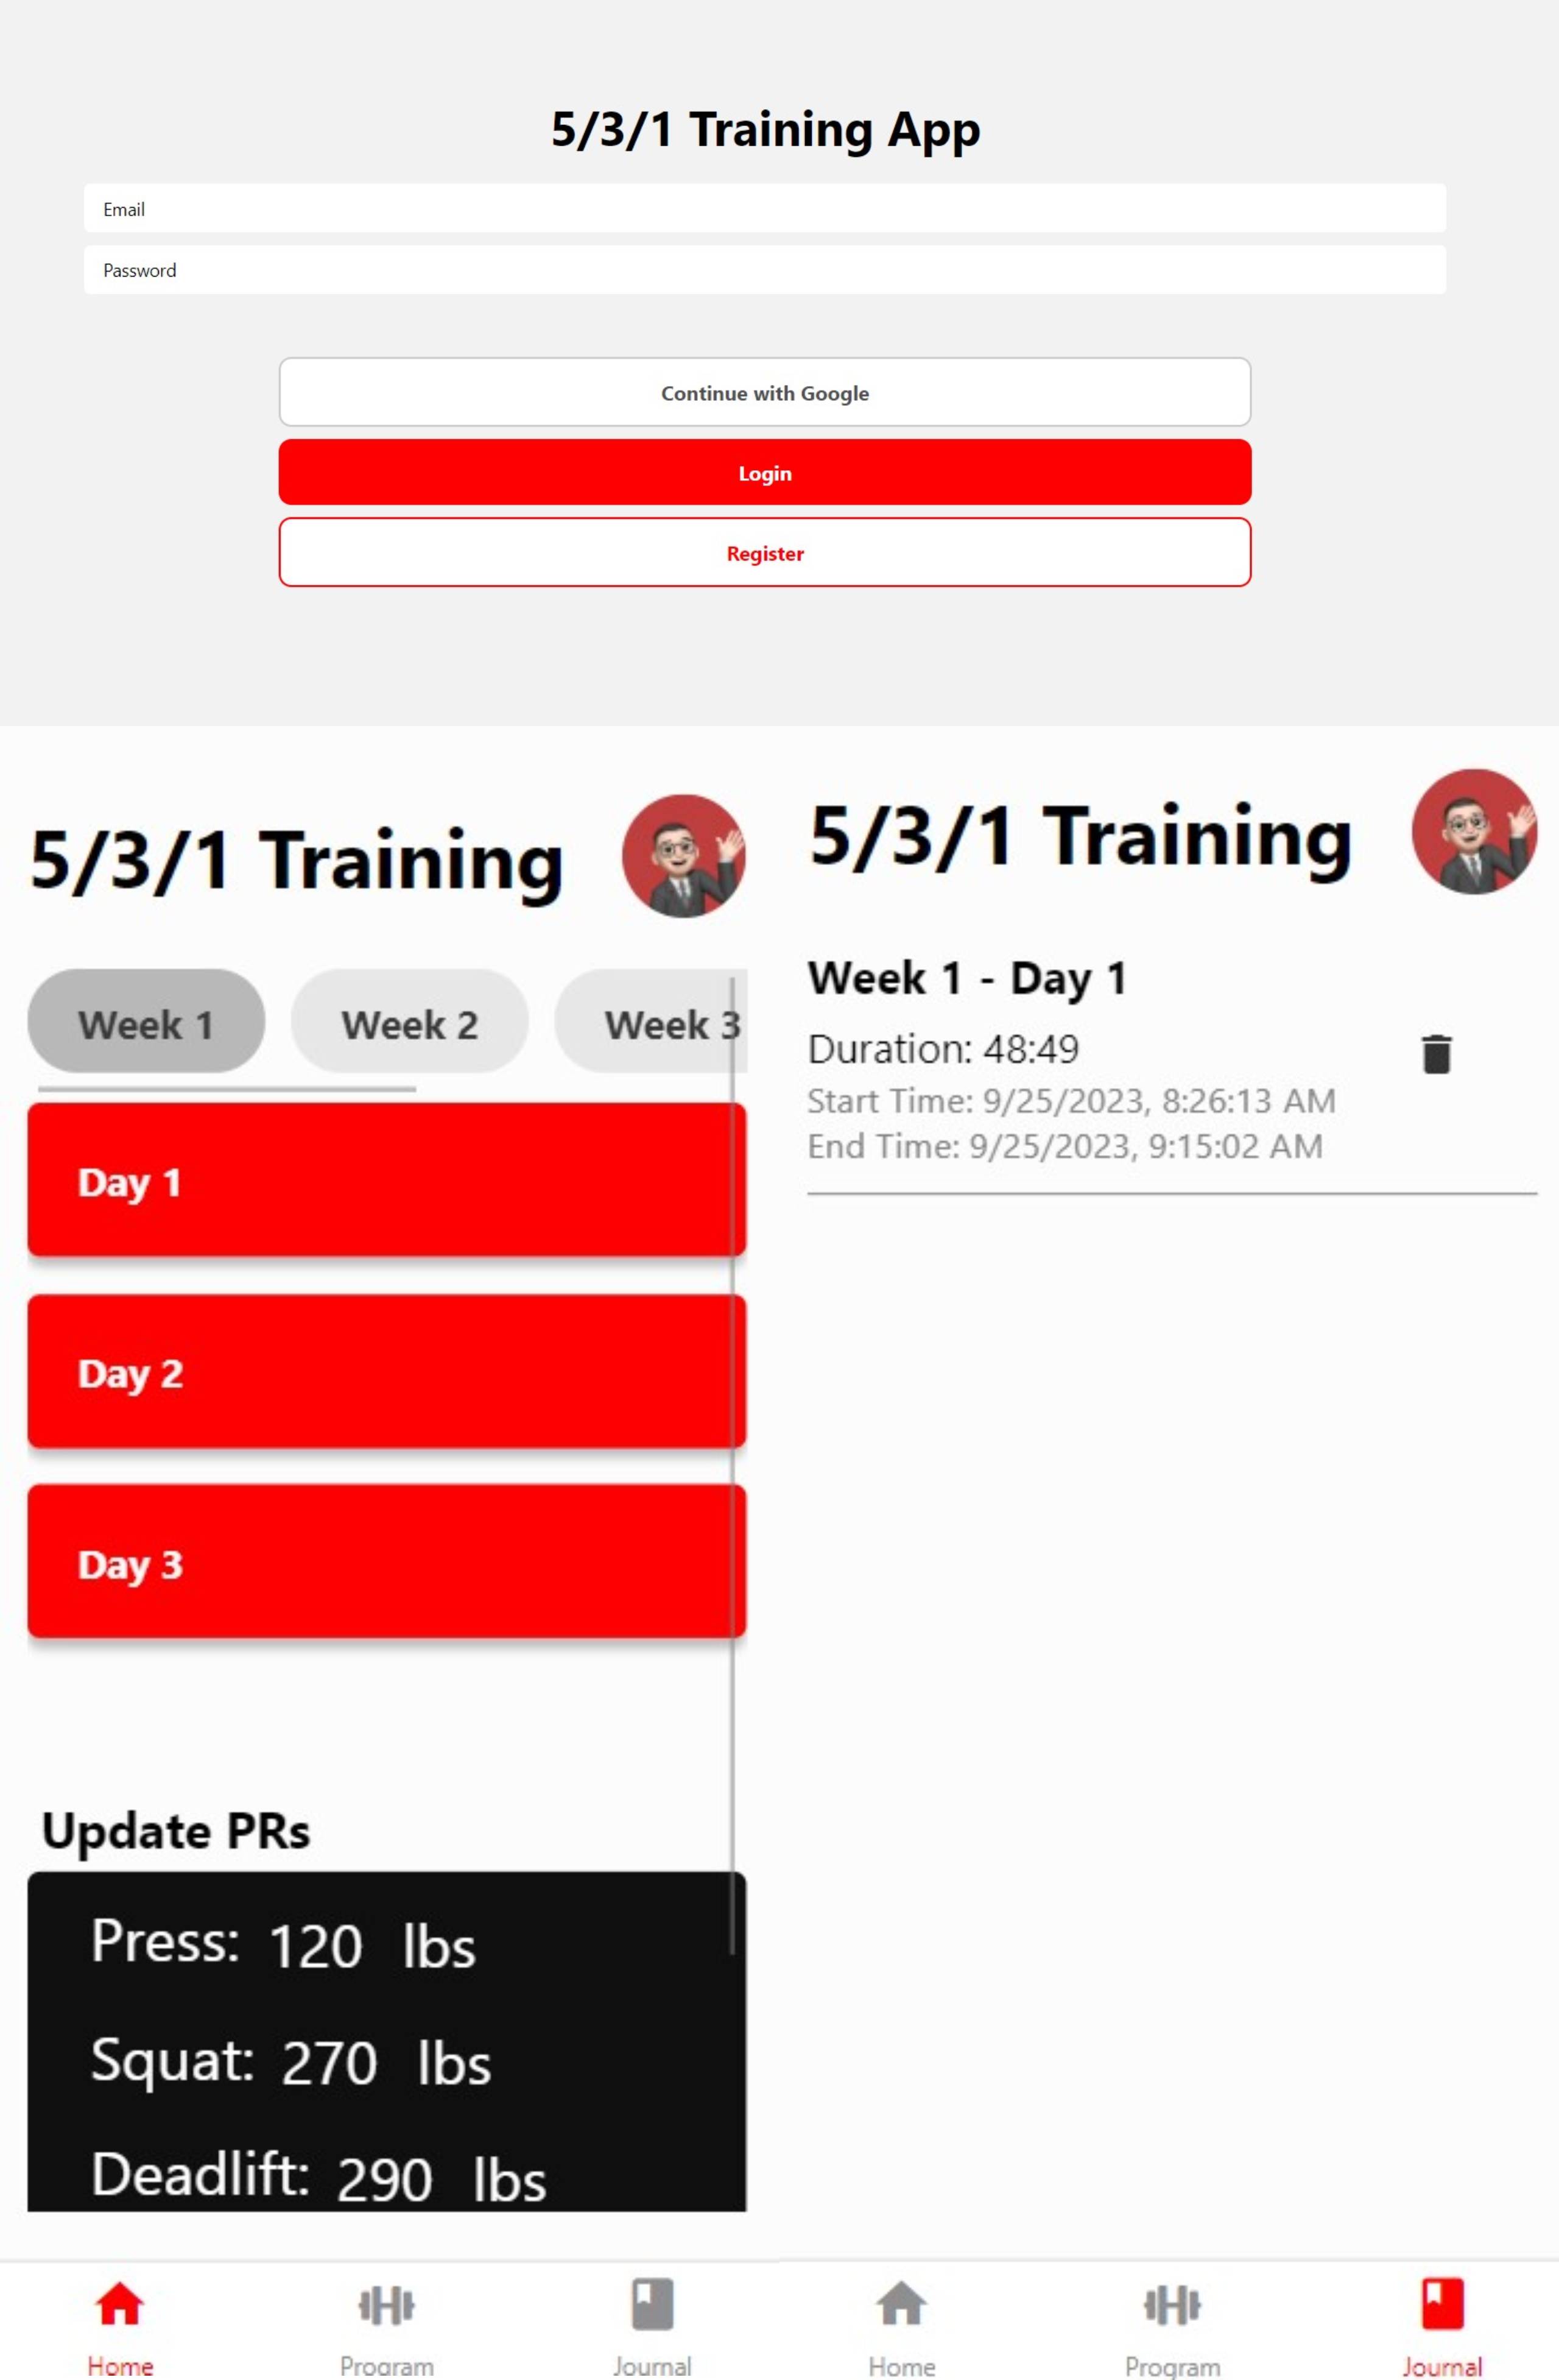 5/3/1 Training App
Email
Password
Continue with Google
Login
Register
5/3/1 Training
Week 1 Week 2 Week 3
Day 1
Day 2
Day 3
Update PRs
Press: 120 lbs
Squat: 270 lbs
Deadlift: 290 lbs
Home Program Journal
5/3/1 Training
Week 1 - Day 1
Duration: 48:49
Start Time: 9/25/2023, 8:26:13 AM
End Time: 9/25/2023, 9:15:02 AM
Home Program Journal